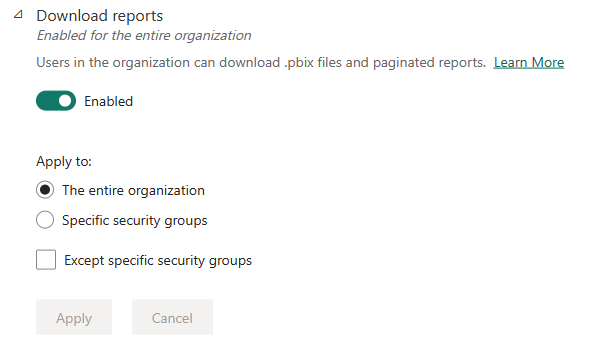 Download reports
Enabled for the entire organization
Users in the organization can download .pbix files and paginated reports. Learn More
Enabled
Apply to:
The entire organization
Specific security groups
Except specific security groups
Apply Cancel